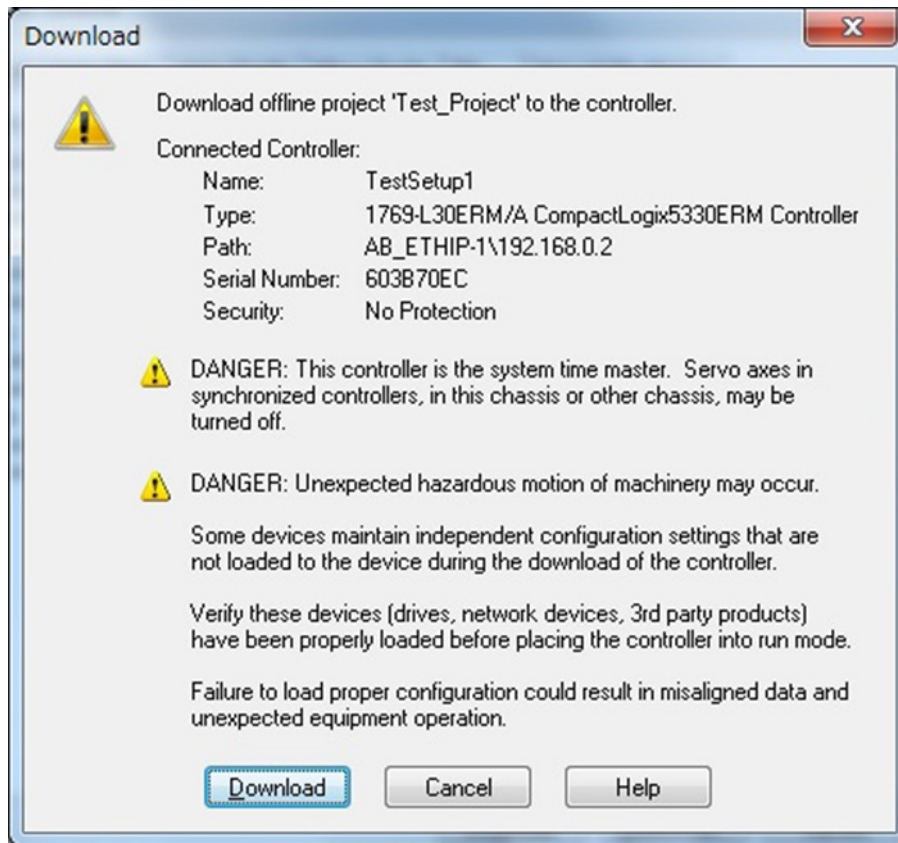 Download
Download offline project 'Test_Project' to the controller.
Connected Controller:
Name: TestSetup1
Type: 1769-L30ERM/A CompactLogix5330ERM Controller
Path: AB_ETHIP-1\192.168.0.2
Serial Number: 603B70EC
Security: No Protection
DANGER: This controller is the system time master.  Servo axes in
synchronized controllers, in this chassis or other chassis, may be
turned off.
DANGER: Unexpected hazardous motion of machinery may occur.
Some devices maintain independent configuration settings that are
not loaded to the device during the download of the controller.
Verify these devices (drives, network devices, 3rd party products)
have been properly loaded before placing the controller into run mode.
Failure to load proper configuration could result in misaligned data and
unexpected equipment operation.
Download Cancel Help